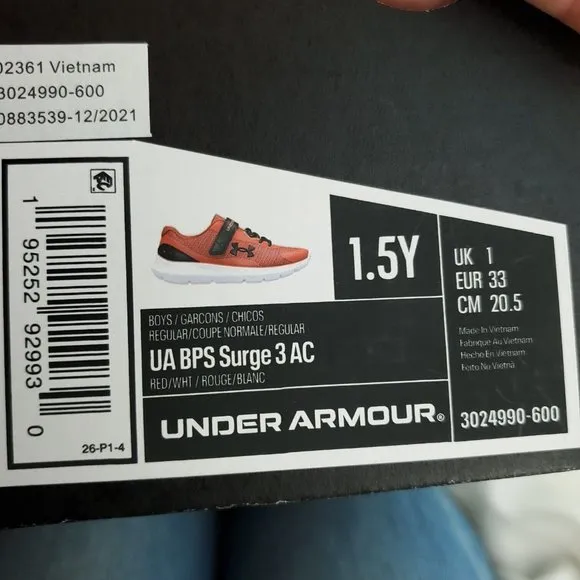 02361 Vietnam
3024990-600
0883539-12/2021
1 95252 92993 0
26-P1-4
1.5Y
UK 1
EUR 33
CM 20.5
BOYS / GARCONS / CHICOS
REGULAR/COUPE NORMALE/REGULAR
UA BPS Surge 3 AC
RED/WHT / ROUGE/BLANC
Made In Vietnam
Fabrique Au Vietnam
Hecho En Vietnam
Feito No Vietnã
UNDER ARMOUR®
3024990-600